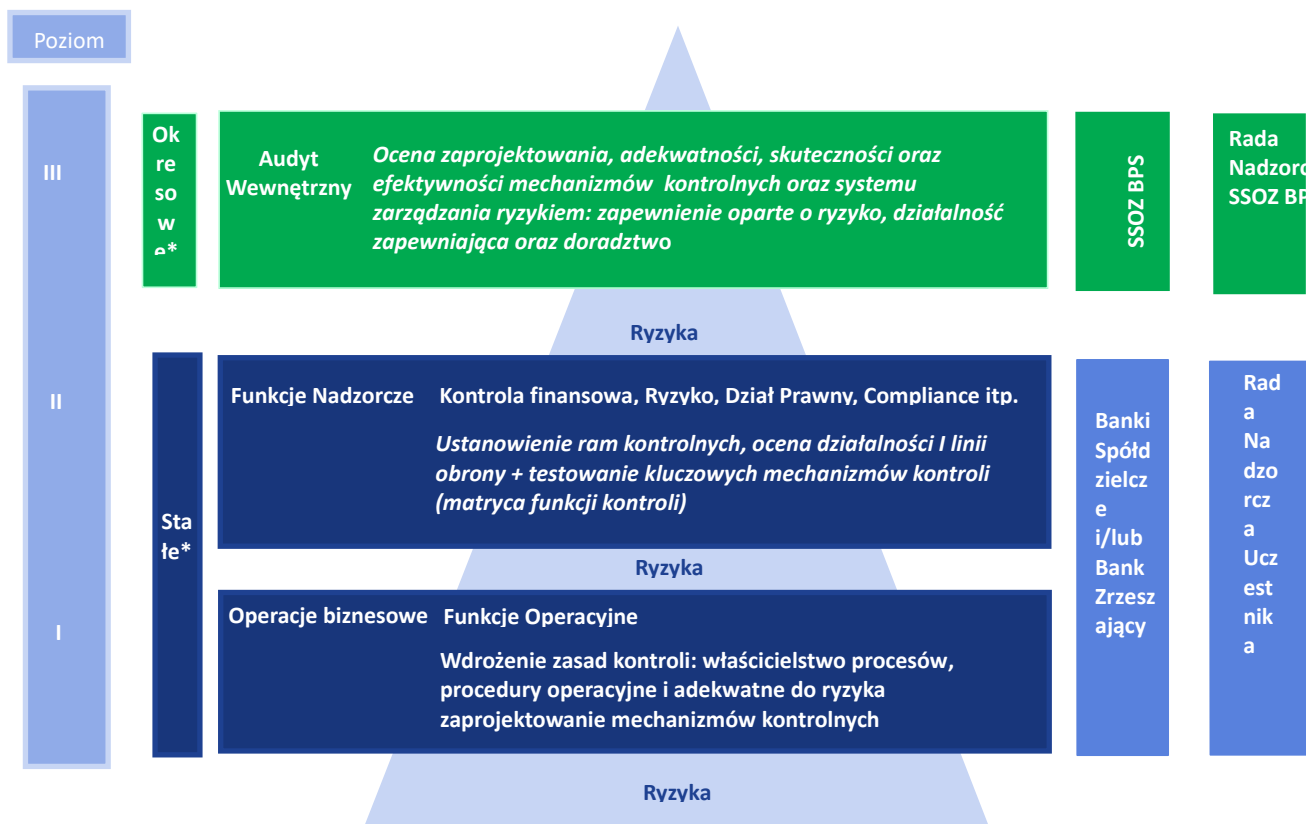 Poziom
III
Ok
re
so
w
e*
Audyt
Wewnętrzny
Ocena zaprojektowania, adekwatności, skuteczności oraz
efektywności mechanizmów kontrolnych oraz systemu
zarządzania ryzykiem: zapewnienie oparte o ryzyko, działalność
zapewniająca oraz doradztwo
SSOZ BPS
Rada
Nadzorc
SSOZ BP
Ryzyka
II
Sta
łe*
Funkcje Nadzorcze
Kontrola finansowa, Ryzyko, Dział Prawny, Compliance itp.
Ustanowienie ram kontrolnych, ocena działalności I linii
obrony + testowanie kluczowych mechanizmów kontroli
(matryca funkcji kontroli)
Banki
Spółd
zielcz
e
i/lub
Bank
Zrzesz
ający
Rad
a
Na
dzo
rcz
a
Ucz
est
nik
a
Ryzyka
I
Operacje biznesowe
Funkcje Operacyjne
Wdrożenie zasad kontroli: właścicielstwo procesów,
procedury operacyjne i adekwatne do ryzyka
zaprojektowanie mechanizmów kontrolnych
Ryzyka